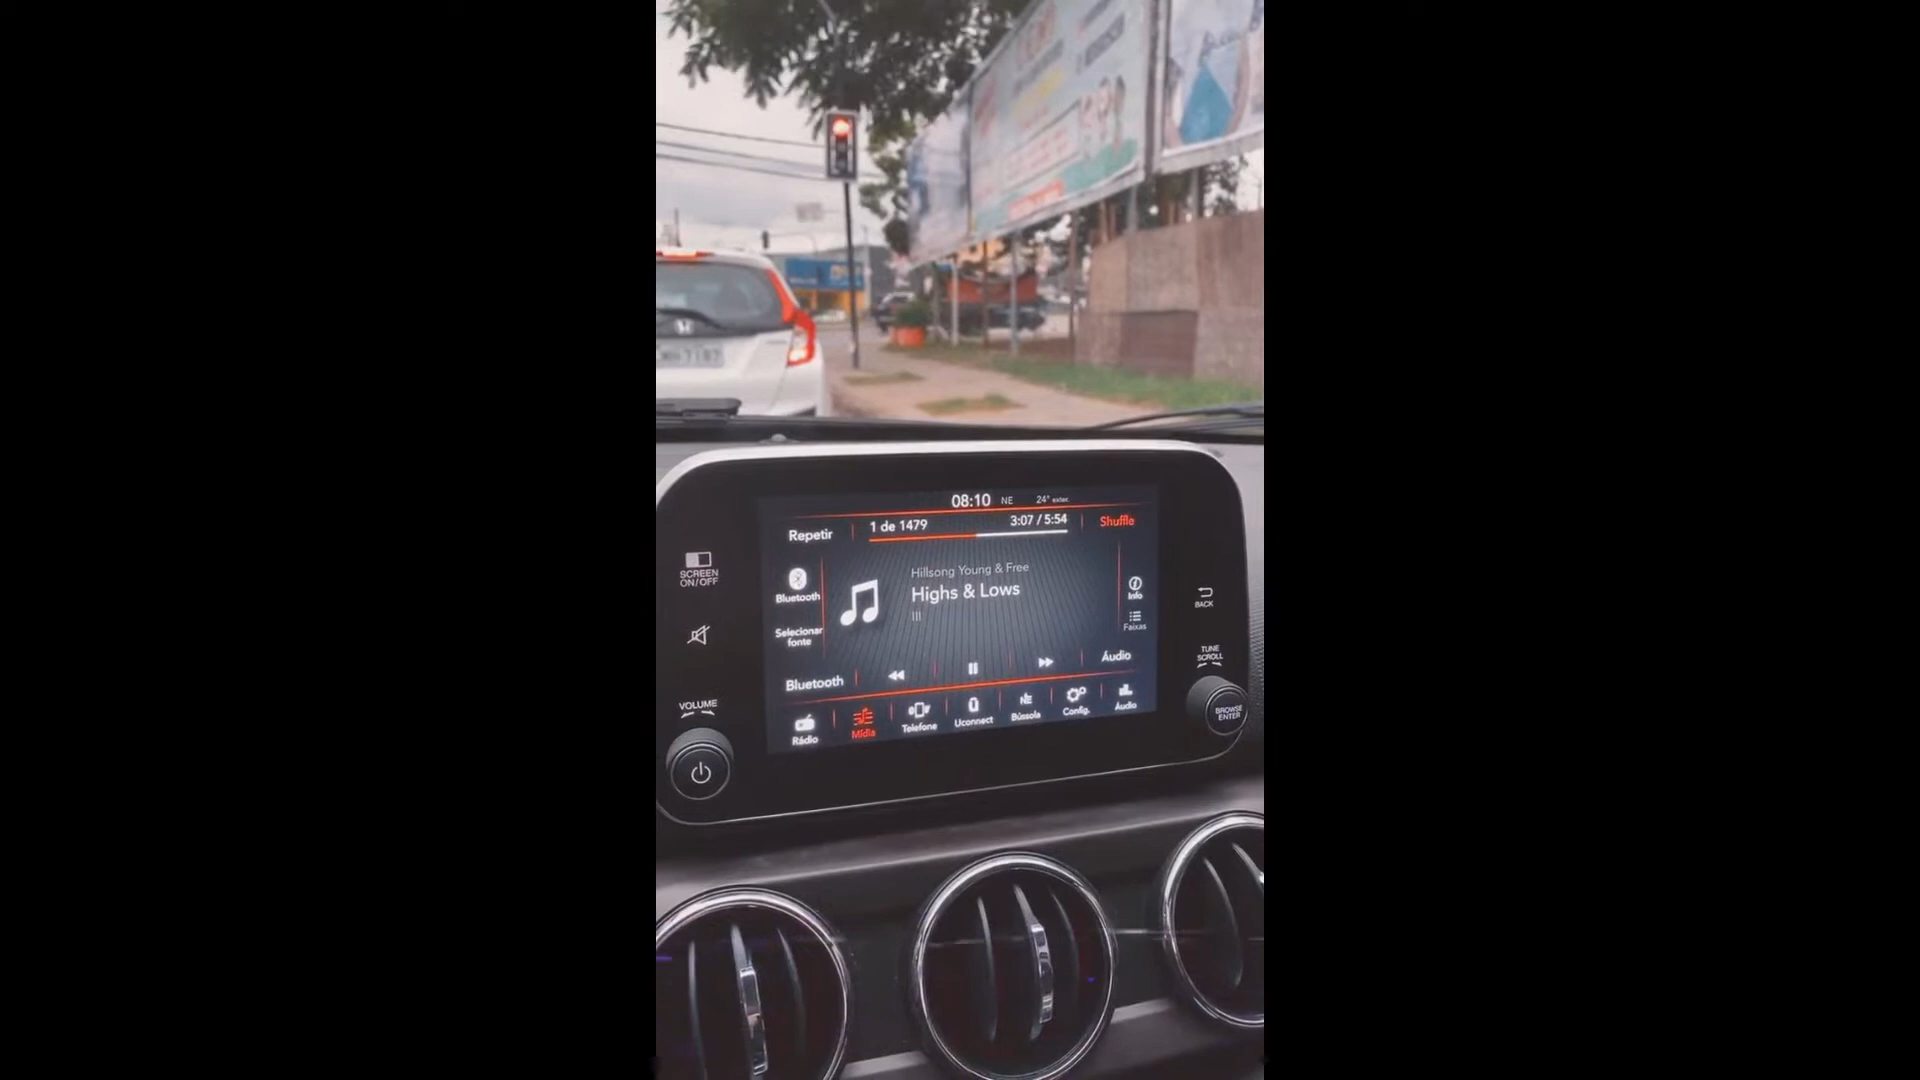 08:10 NE 24° exter.
Repetir
1 de 1479
3:07 / 5:54
Shuffle
SCREEN
ON/OFF
Bluetooth
Hillsong Young & Free
Highs & Lows
III
Info
BACK
Selecionar
fonte
Faixas
TUNE
SCROLL
Bluetooth
Áudio
VOLUME
Rádio
Mídia
Telefone
Uconnect
Bússola
Config.
Áudio
BROWSE
ENTER